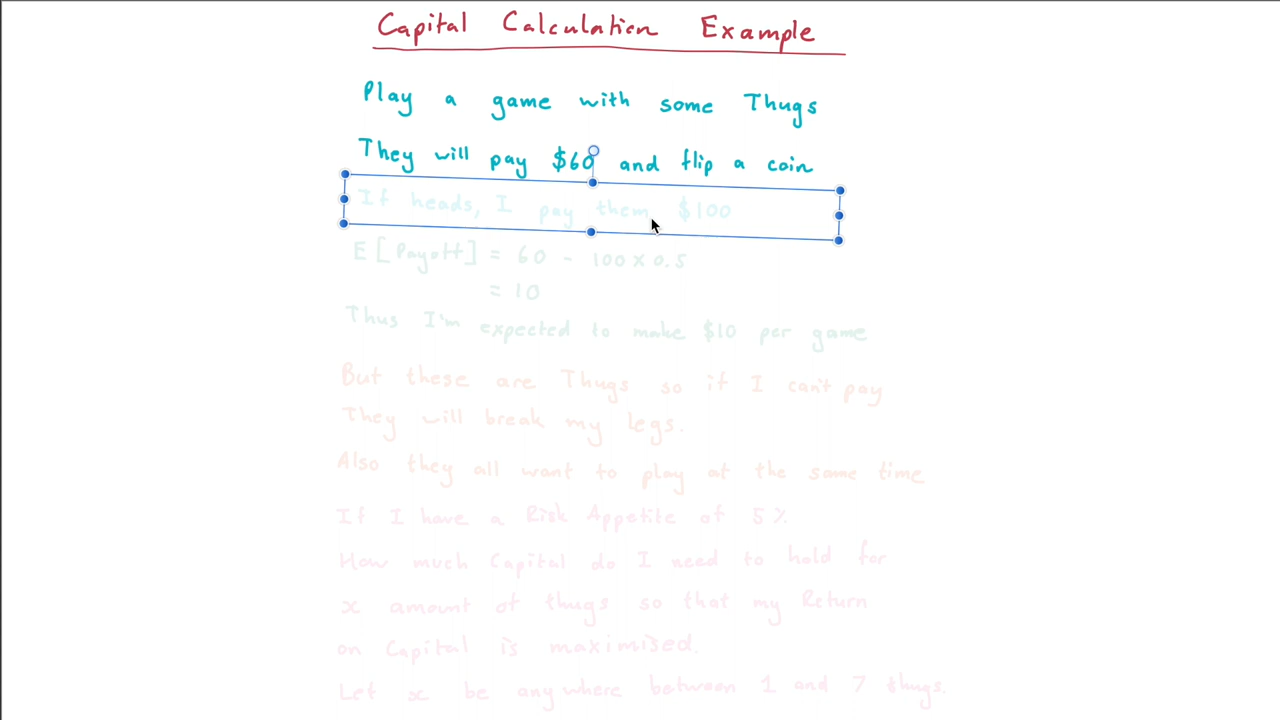 Capital Calculation Example
Play a game with some Thugs
They will pay $60 and flip a coin
If heads, I pay them $100
E[Payoff] = 60 - 100 x 0.5
= 10
Thus I'm expected to make $10 per game
But these are Thugs so if I can't pay
They will break my legs.
Also they all want to play at the same time
If I have a Risk Appetite of 5%
How much Capital do I need to hold for
x amount of thugs so that my Return
on Capital is maximised.
Let x be anywhere between 1 and 7 thugs.